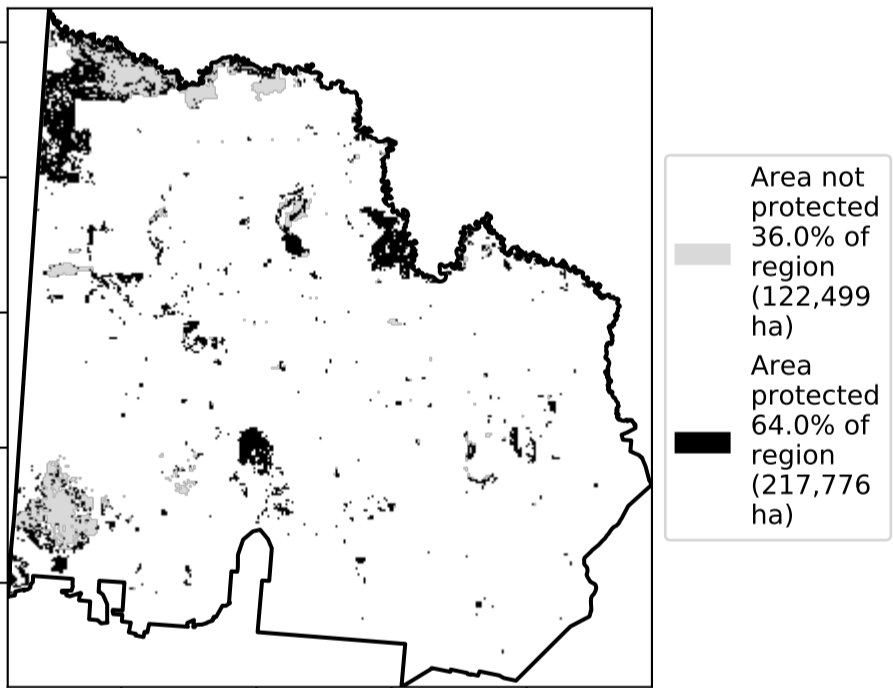 Area not
protected
36.0% of
region
(122,499
ha)
Area
protected
64.0% of
region
(217,776
ha)